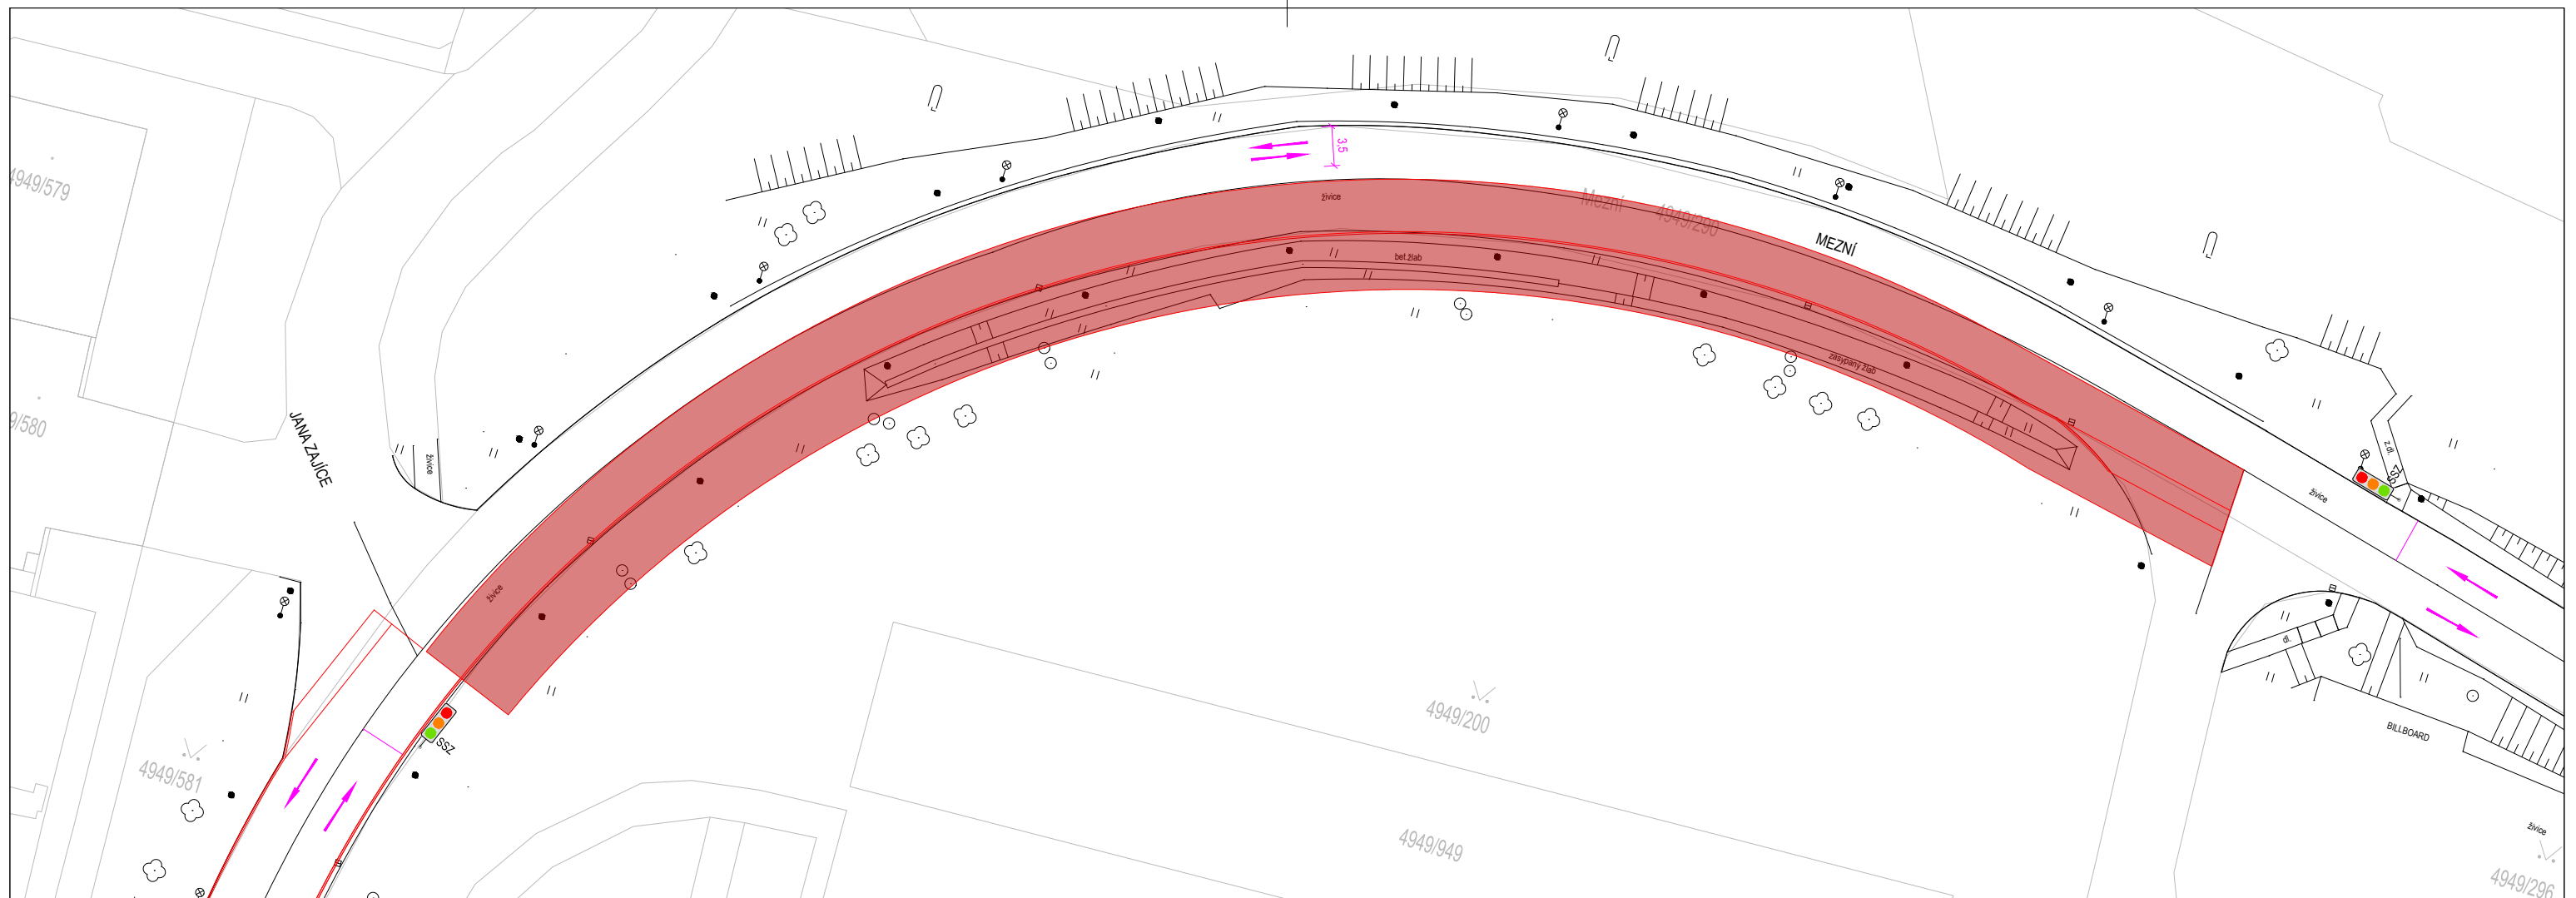 4949/579
3,5
živice
Mezní 4949/290
MEZNÍ
bet.žlab
zasypaný žlab
9/580
JANA ZAJÍCE
živice
z.dl.
SSZ
živice
živice
dl.
4949/200
BILLBOARD
SSZ
4949/581
4949/949
živice
4949/296